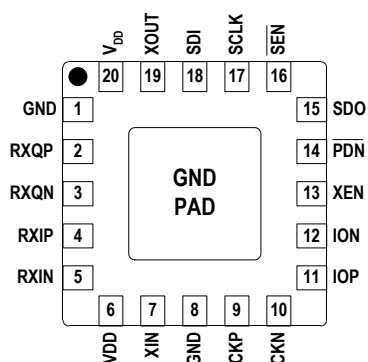 V_DD XOUT SDI SCLK SEN
20 19 18 17 16
GND 1
RXQP 2
RXQN 3
RXIP 4
RXIN 5
GND
PAD
15 SDO
14 PDN
13 XEN
12 ION
11 IOP
6 7 8 9 10
VDD XIN GND CKP CKN